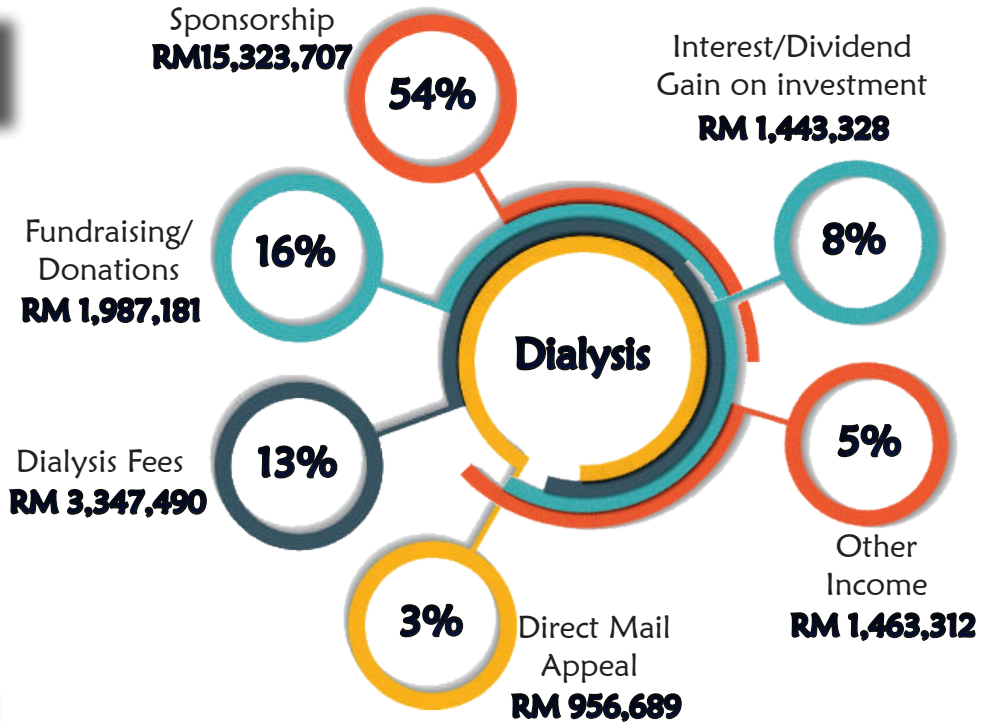 Sponsorship
RM15,323,707
54%
Interest/Dividend
Gain on investment
RM 1,443,328
8%
Fundraising/
Donations
RM 1,987,181
16%
Dialysis
Dialysis Fees
RM 3,347,490
13%
5%
Other
Income
RM 1,463,312
3%
Direct Mail
Appeal
RM 956,689